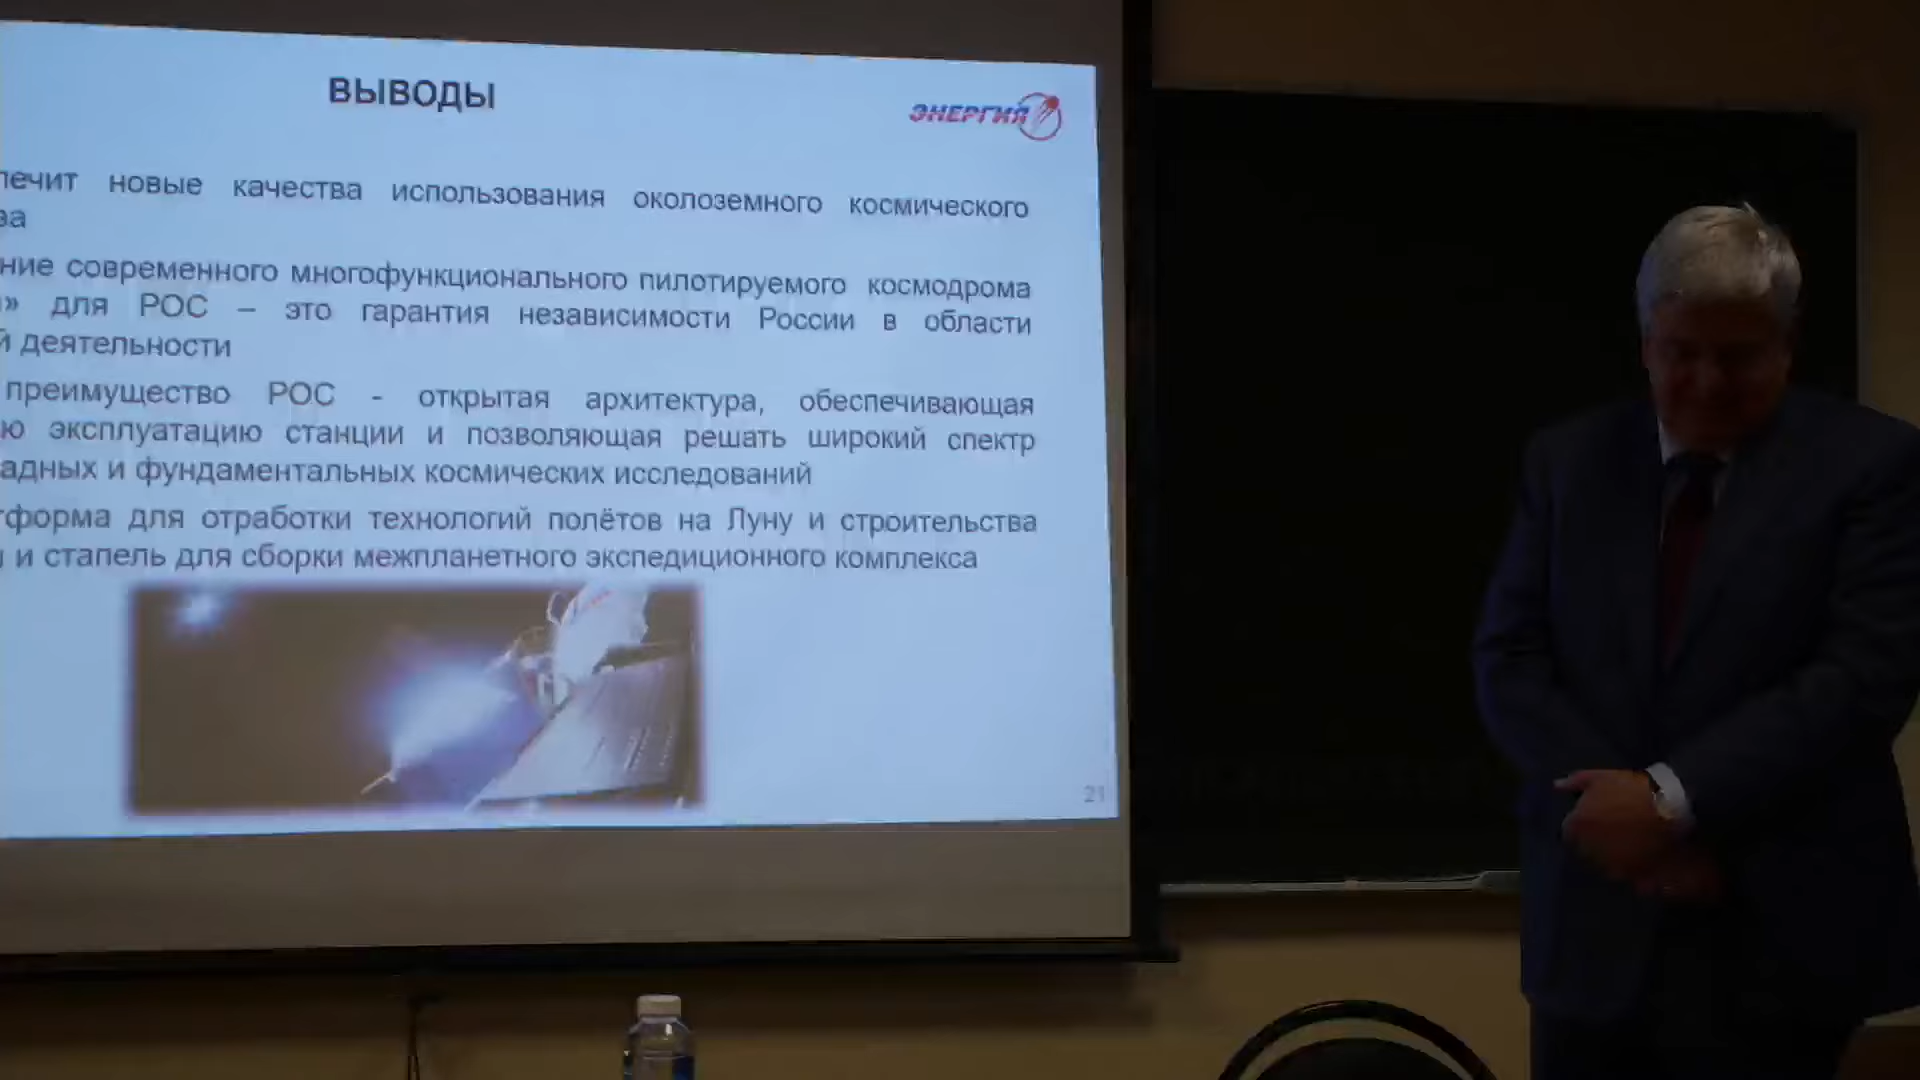 ВЫВОДЫ
ЭНЕРГИЯ
печит новые качества использования околоземного космического
ва
ние современного многофункционального пилотируемого космодрома
» для РОС – это гарантия независимости России в области
й деятельности
преимущество РОС - открытая архитектура, обеспечивающая
ю эксплуатацию станции и позволяющая решать широкий спектр
адных и фундаментальных космических исследований
тформа для отработки технологий полётов на Луну и строительства
и стапель для сборки межпланетного экспедиционного комплекса
21